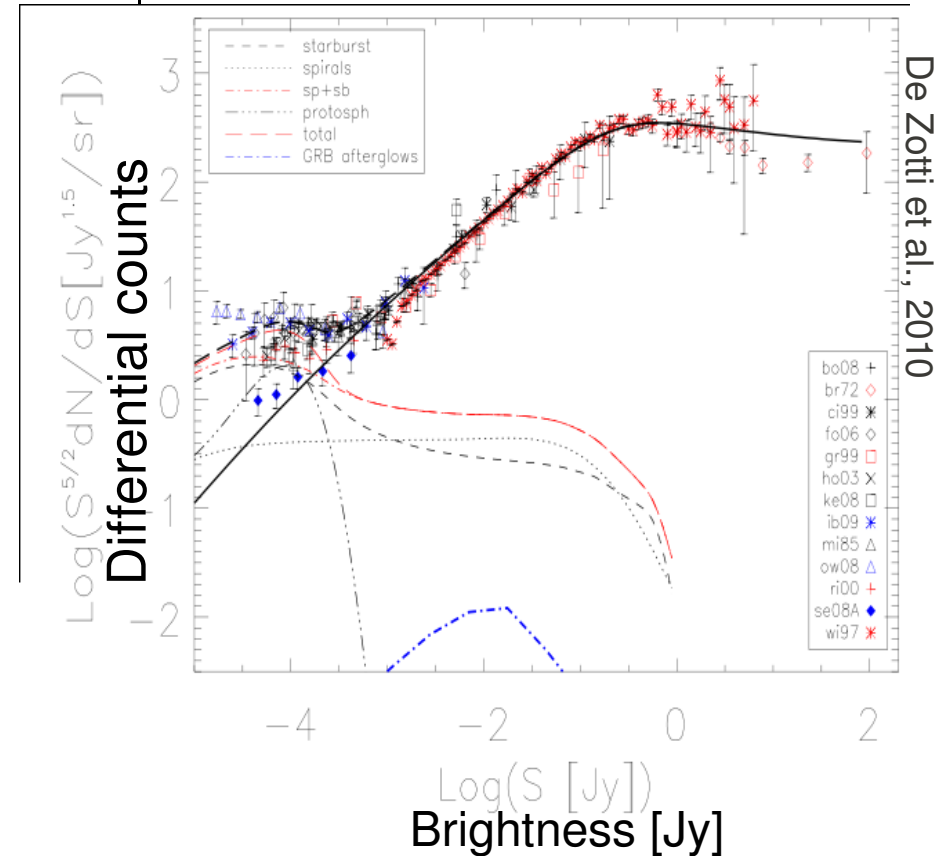 starburst
spirals
sp+sb
protosph
total
GRB afterglows
3
2
1
0
1
−2
Log(S^5/2 dN/dS[Jy^1.5/sr])
Differential counts
De Zotti et al., 2010
bo08
br72
ci99
fo06
gr99
ho03
ke08
ib09
mi85
ow08
ri00
se08A
wi97
−4
−2
0
2
Log(S [Jy])
Brightness [Jy]